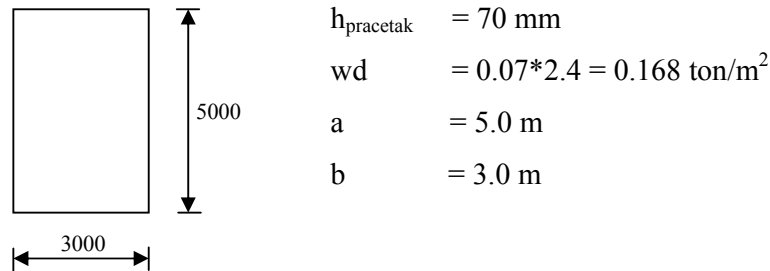 h_pracetak = 70 mm
wd = 0.07*2.4 = 0.168 ton/m²
5000
a = 5.0 m
b = 3.0 m
3000